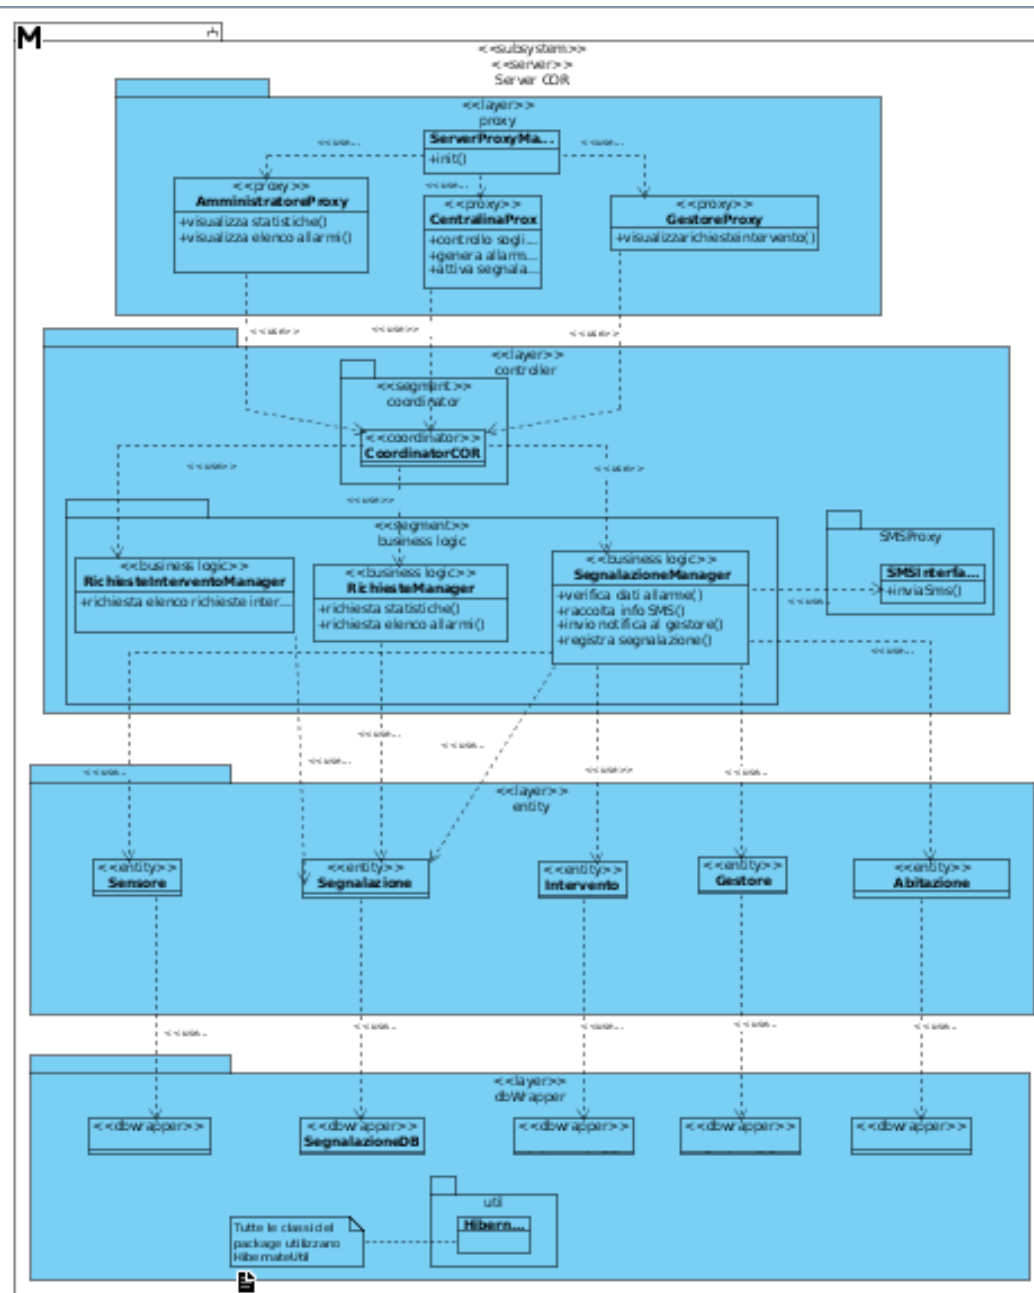 M
<<subsystem>>
<<server>>
Server COR
<<layer>>
proxy
ServerProxyMa...
+init()
<<use...
<<use...
<<use...
<<proxy>>
AmministratoreProxy
+visualizza statistiche()
+visualizza elenco allarmi()
<<proxy>>
CentralinaProx
+controllo sogli...
+genera allarm...
+attiva segnala...
<<proxy>>
GestoreProxy
+visualizzarichiesteintervento()
<<use>>
<<use>>
<<use>>
<<layer>>
controller
<<segment>>
coordinator
<<coordinator>>
CoordinatorCOR
<<use>>
<<use>>
<<use>>
<<segment>>
business logic
<<business logic>>
RichiesteInterventoManager
+richiesta elenco richieste inter...
<<business logic>>
RichiesteManager
+richiesta statistiche()
+richiesta elenco allarmi()
<<business logic>>
SegnalazioneManager
+verifica dati allarme()
+raccolta info SMS()
+invio notifica al gestore()
+registra segnalazione()
SMSProxy
SMSInterfa...
+inviaSms()
<<use...
<<use...
<<use...
<<use...
<<use...
<<use...
<<use>>
<<use...
<<layer>>
entity
<<entity>>
Sensore
<<entity>>
Segnalazione
<<entity>>
Intervento
<<entity>>
Gestore
<<entity>>
Abitazione
<<use...
<<use...
<<use...
<<use...
<<use...
<<layer>>
dbWrapper
<<dbwrapper>>
<<dbwrapper>>
SegnalazioneDB
<<dbwrapper>>
<<dbwrapper>>
<<dbwrapper>>
util
Hibern...
Tutte le classi del
package utilizzano
HibernateUtil